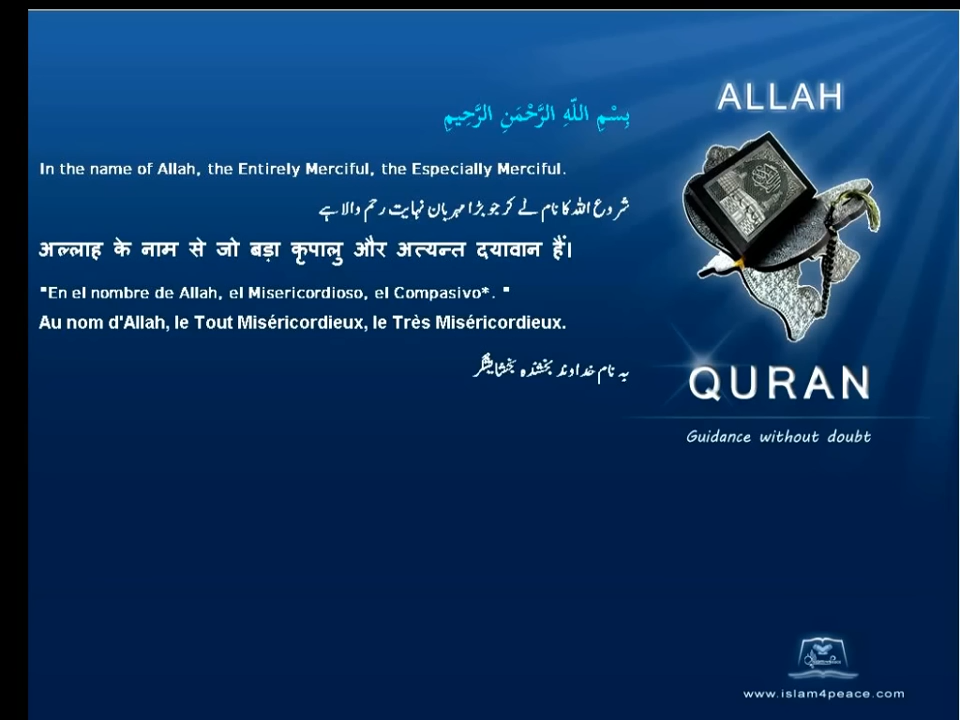 بِسْمِ اللَّهِ الرَّحْمَنِ الرَّحِيمِ
In the name of Allah, the Entirely Merciful, the Especially Merciful.
شروع الله کا نام لے کر جو بڑا مہربان نہایت رحم والا ہے
अल्लाह के नाम से जो बड़ा कृपालु और अत्यन्त दयावान हैं।
"En el nombre de Allah, el Misericordioso, el Compasivo*. "
Au nom d'Allah, le Tout Miséricordieux, le Très Miséricordieux.
به نام خداوند بخشنده بخشایشگر
ALLAH
QURAN
Guidance without doubt
www.islam4peace.com